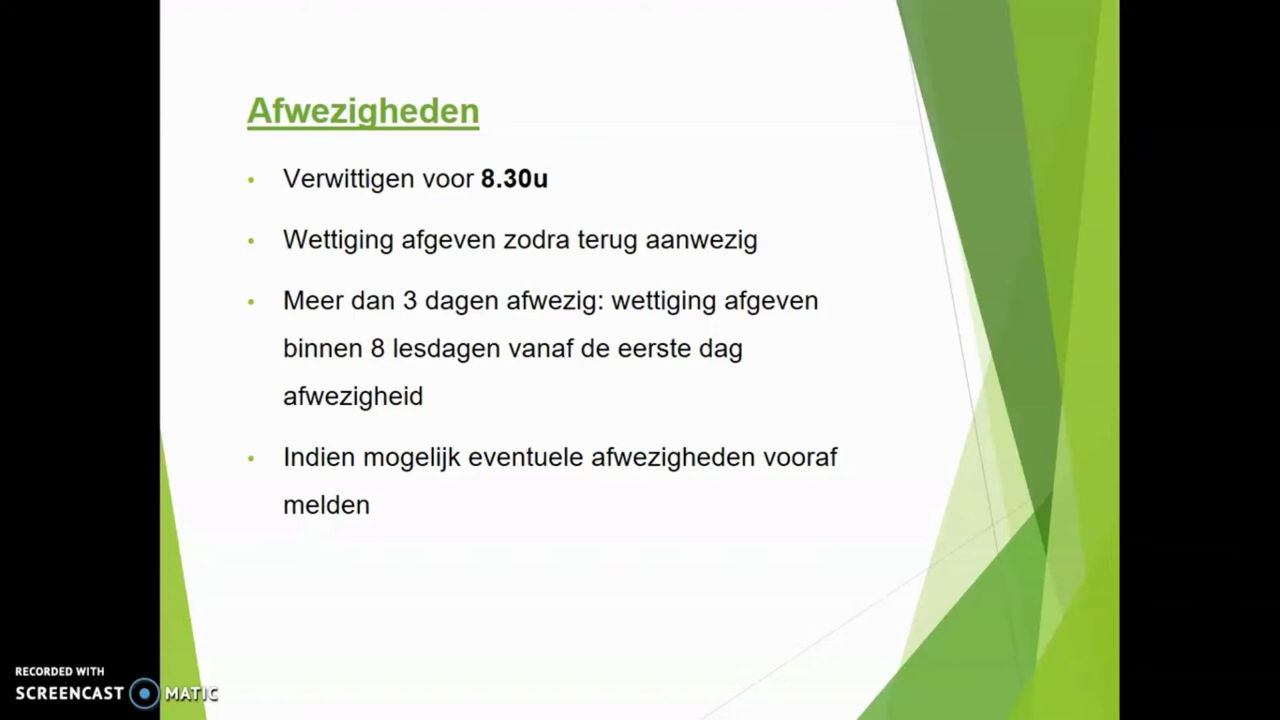 Afwezigheden
• Verwittigen voor 8.30u
• Wettiging afgeven zodra terug aanwezig
• Meer dan 3 dagen afwezig: wettiging afgeven
binnen 8 lesdagen vanaf de eerste dag
afwezigheid
• Indien mogelijk eventuele afwezigheden vooraf
melden
RECORDED WITH
SCREENCAST MATIC